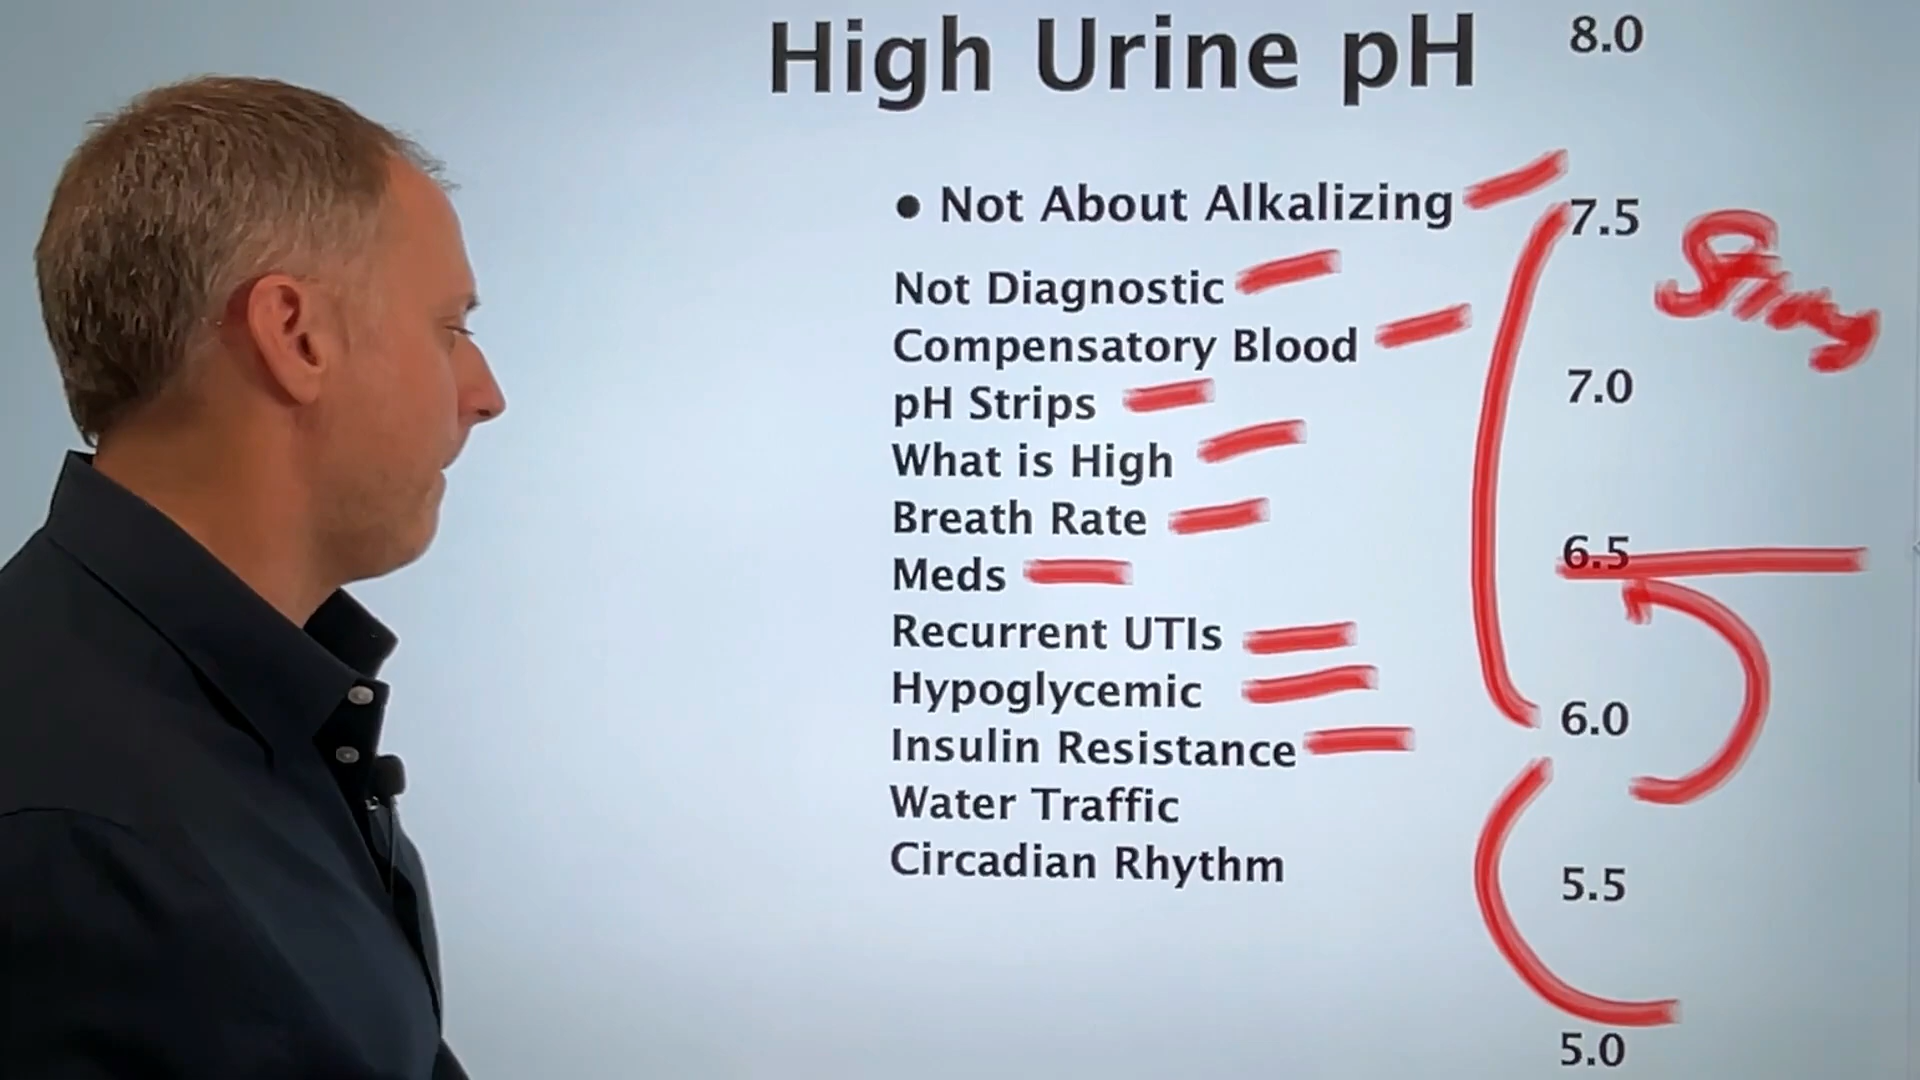 High Urine pH
• Not About Alkalizing
Not Diagnostic
Compensatory Blood
pH Strips
What is High
Breath Rate
Meds
Recurrent UTIs
Hypoglycemic
Insulin Resistance
Water Traffic
Circadian Rhythm
8.0
7.5
7.0
6.5
6.0
5.5
5.0